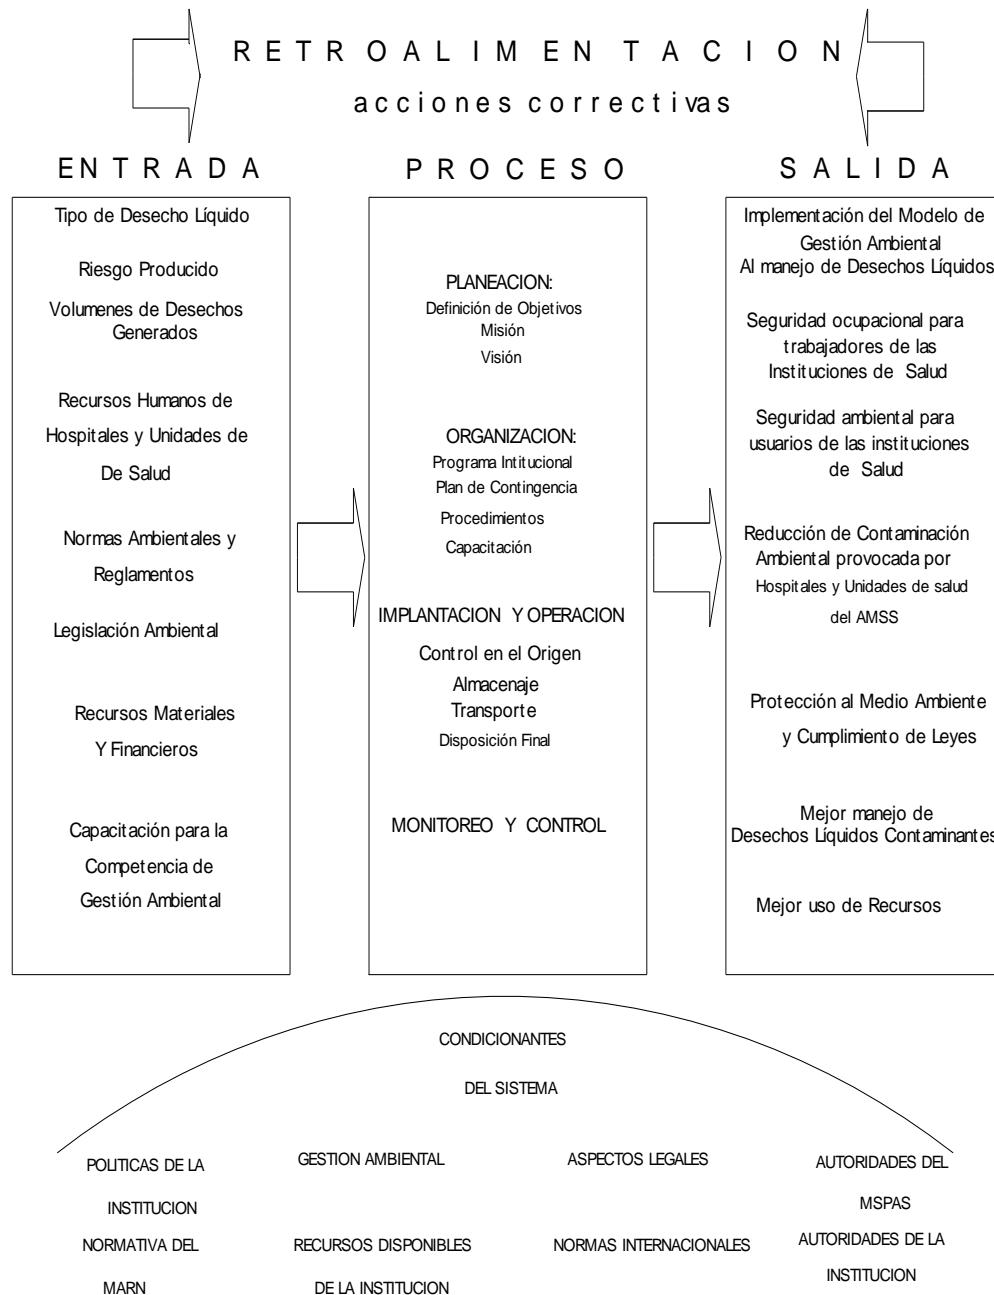 RETROALIMENTACION
acciones correctivas
ENTRADA
Tipo de Desecho Líquido
Riesgo Producido
Volumenes de Desechos
Generados
Recursos Humanos de
Hospitales y Unidades de
De Salud
Normas Ambientales y
Reglamentos
Legislación Ambiental
Recursos Materiales
Y Financieros
Capacitación para la
Competencia de
Gestión Ambiental
PROCESO
PLANEACION:
Definición de Objetivos
Misión
Visión
ORGANIZACION:
Programa Intitucional
Plan de Contingencia
Procedimientos
Capacitación
IMPLANTACION Y OPERACION
Control en el Origen
Almacenaje
Transporte
Disposición Final
MONITOREO Y CONTROL
SALIDA
Implementación del Modelo de
Gestión Ambiental
Al manejo de Desechos Líquidos
Seguridad ocupacional para
trabajadores de las
Instituciones de Salud
Seguridad ambiental para
usuarios de las instituciones
de Salud
Reducción de Contaminación
Ambiental provocada por
Hospitales y Unidades de salud
del AMSS
Protección al Medio Ambiente
y Cumplimiento de Leyes
Mejor manejo de
Desechos Líquidos Contaminantes
Mejor uso de Recursos
CONDICIONANTES
DEL SISTEMA
POLITICAS DE LA
INSTITUCION
GESTION AMBIENTAL
ASPECTOS LEGALES
AUTORIDADES DEL
MSPAS
NORMATIVA DEL
MARN
RECURSOS DISPONIBLES
DE LA INSTITUCION
NORMAS INTERNACIONALES
AUTORIDADES DE LA
INSTITUCION